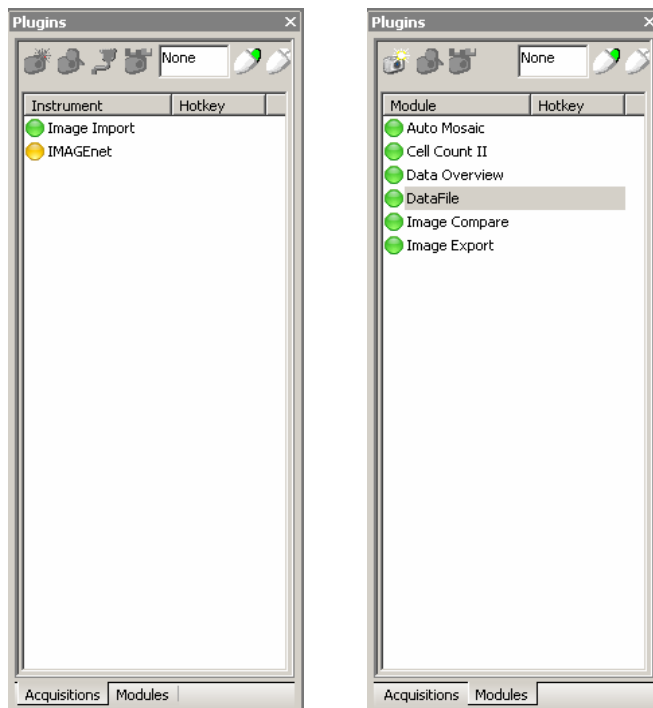 Plugins
None
Instrument Hotkey
Image Import
IMAGEnet
Acquisitions Modules
Plugins
None
Module Hotkey
Auto Mosaic
Cell Count II
Data Overview
DataFile
Image Compare
Image Export
Acquisitions Modules